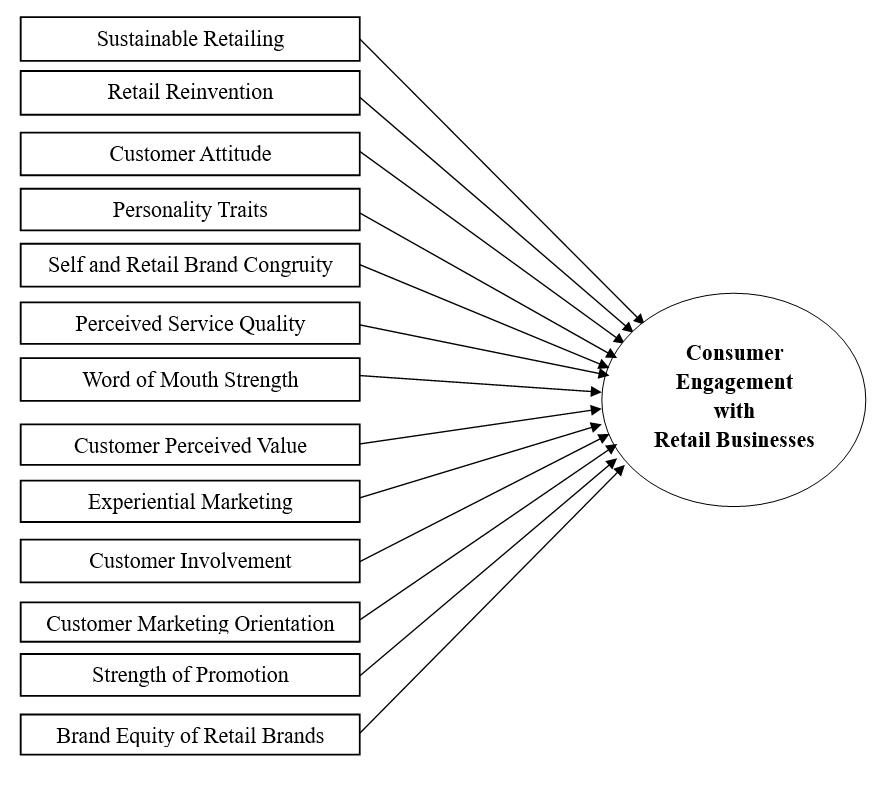 Sustainable Retailing
Retail Reinvention
Customer Attitude
Personality Traits
Self and Retail Brand Congruity
Perceived Service Quality
Word of Mouth Strength
Customer Perceived Value
Experiential Marketing
Customer Involvement
Customer Marketing Orientation
Strength of Promotion
Brand Equity of Retail Brands
Consumer
Engagement
with
Retail Businesses